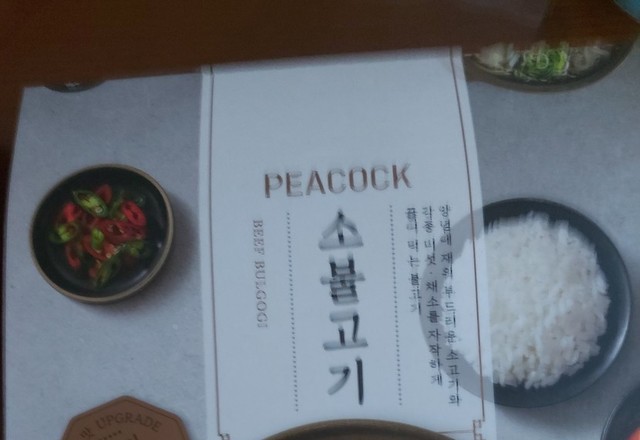 PEACOCK
소불고기
BEEF BULGOGI
양념에 재워 부드러운 소고기와
각종 버섯·채소를 자작하게
끓여 먹는 불고기
맛 UPGRADE